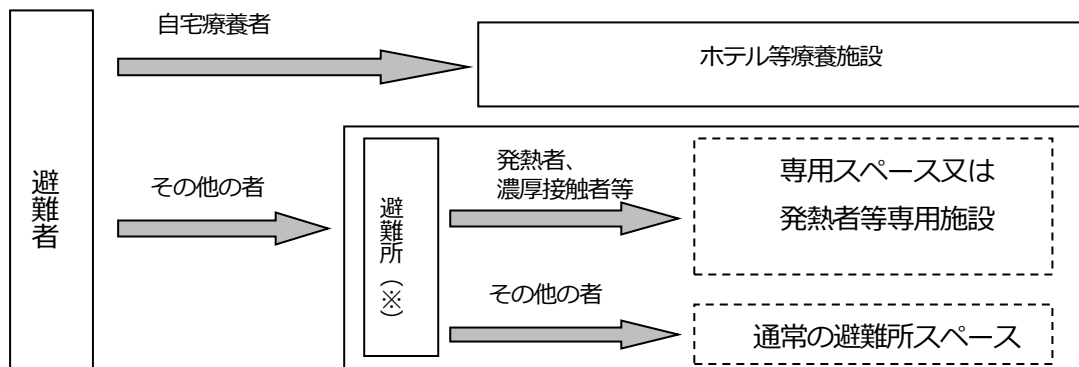 自宅療養者
ホテル等療養施設
避難者
その他の者
避難所（※）
発熱者、
濃厚接触者等
専用スペース又は
発熱者等専用施設
その他の者
通常の避難所スペース